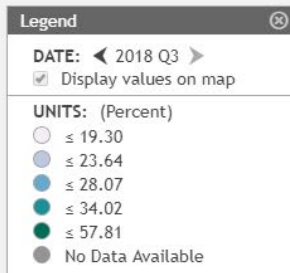 Legend
DATE: 2018 Q3
Display values on map
UNITS: (Percent)
≤ 19.30
≤ 23.64
≤ 28.07
≤ 34.02
≤ 57.81
No Data Available